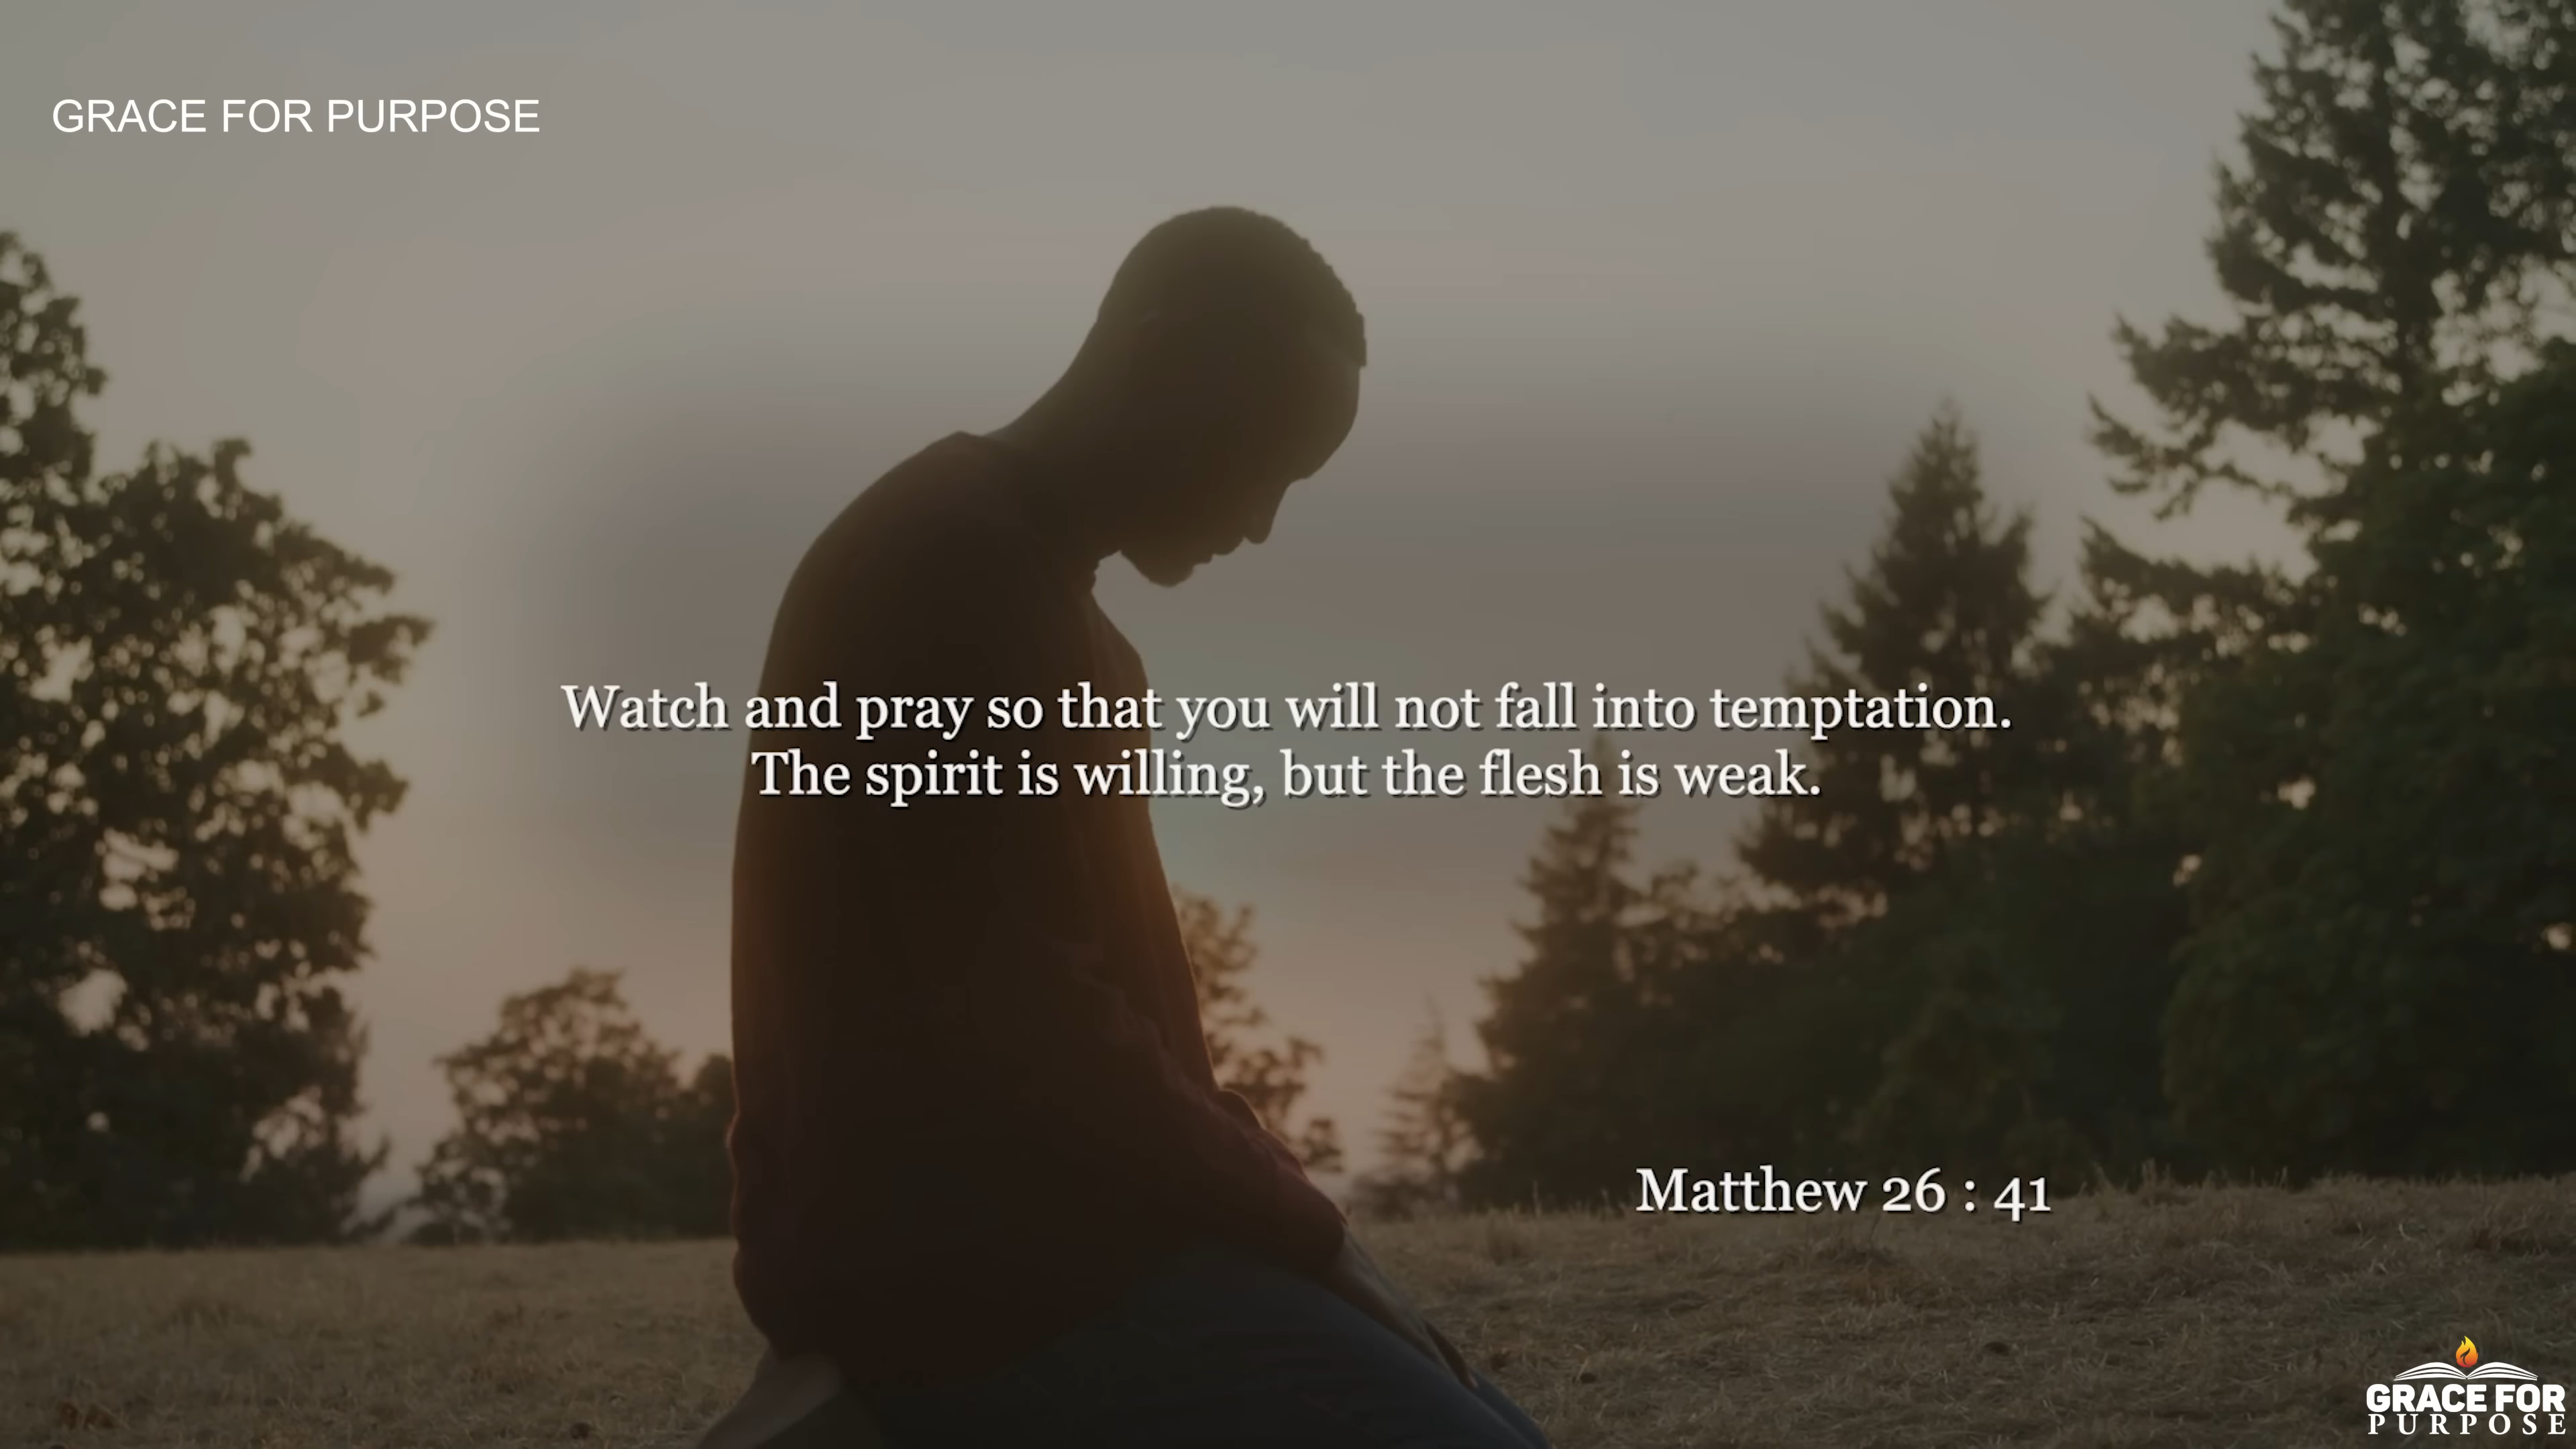 GRACE FOR PURPOSE
Watch and pray so that you will not fall into temptation.
The spirit is willing, but the flesh is weak.
Matthew 26 : 41
GRACE FOR
PURPOSE